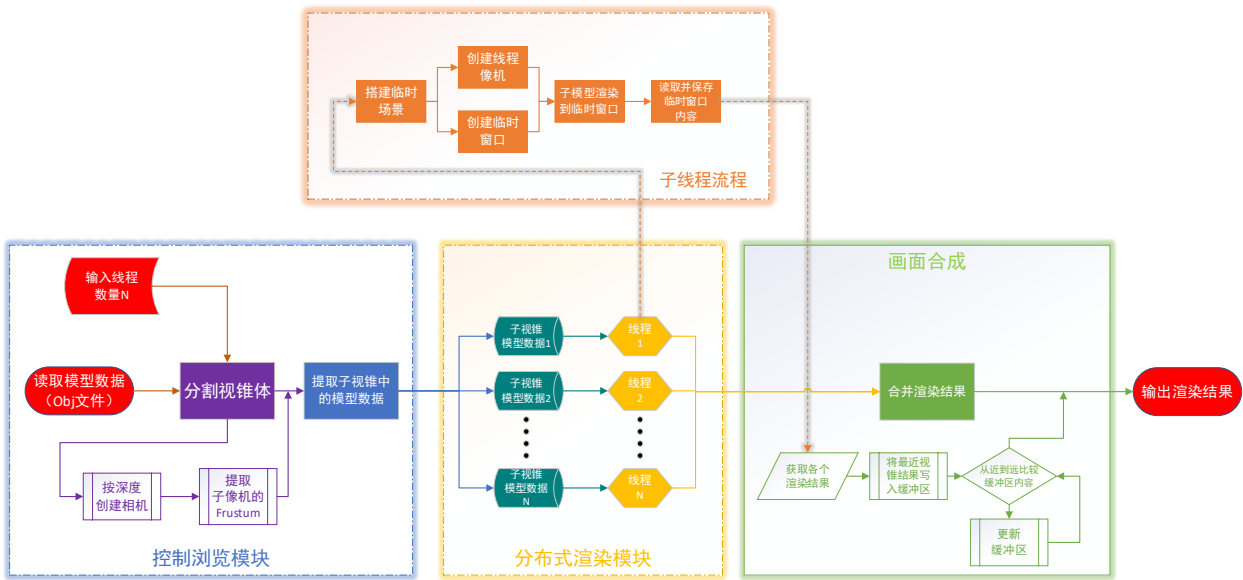 创建线程
像机
搭建临时
场景
创建临时
窗口
子模型渲染
到临时窗口
读取并保存
临时窗口
内容
子线程流程
输入线程
数量N
读取模型数据
（Obj文件）
分割视锥体
提取子视锥中
的模型数据
按深度
创建相机
提取
子像机的
Frustum
控制浏览模块
子视锥
模型数据1
线程
1
子视锥
模型数据2
线程
2
子视锥
模型数据
N
线程
N
分布式渲染模块
画面合成
合并渲染结果
获取各个
渲染结果
将最近视
锥结果写
入缓冲区
从近到远比较
缓冲区内容
更新
缓冲区
输出渲染结果